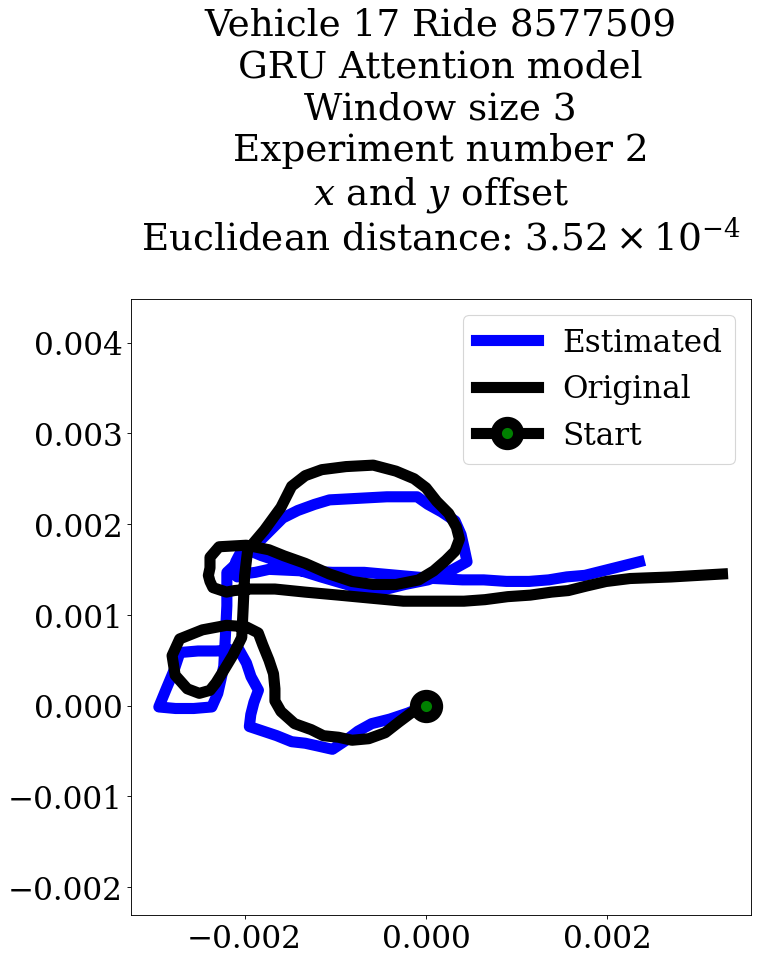 Vehicle 17 Ride 8577509
GRU Attention model
Window size 3
Experiment number 2
x and y offset
Euclidean distance: 3.52 × 10⁻⁴
Estimated
Original
Start
0.004
0.003
0.002
0.001
0.000
−0.001
−0.002
−0.002 0.000 0.002